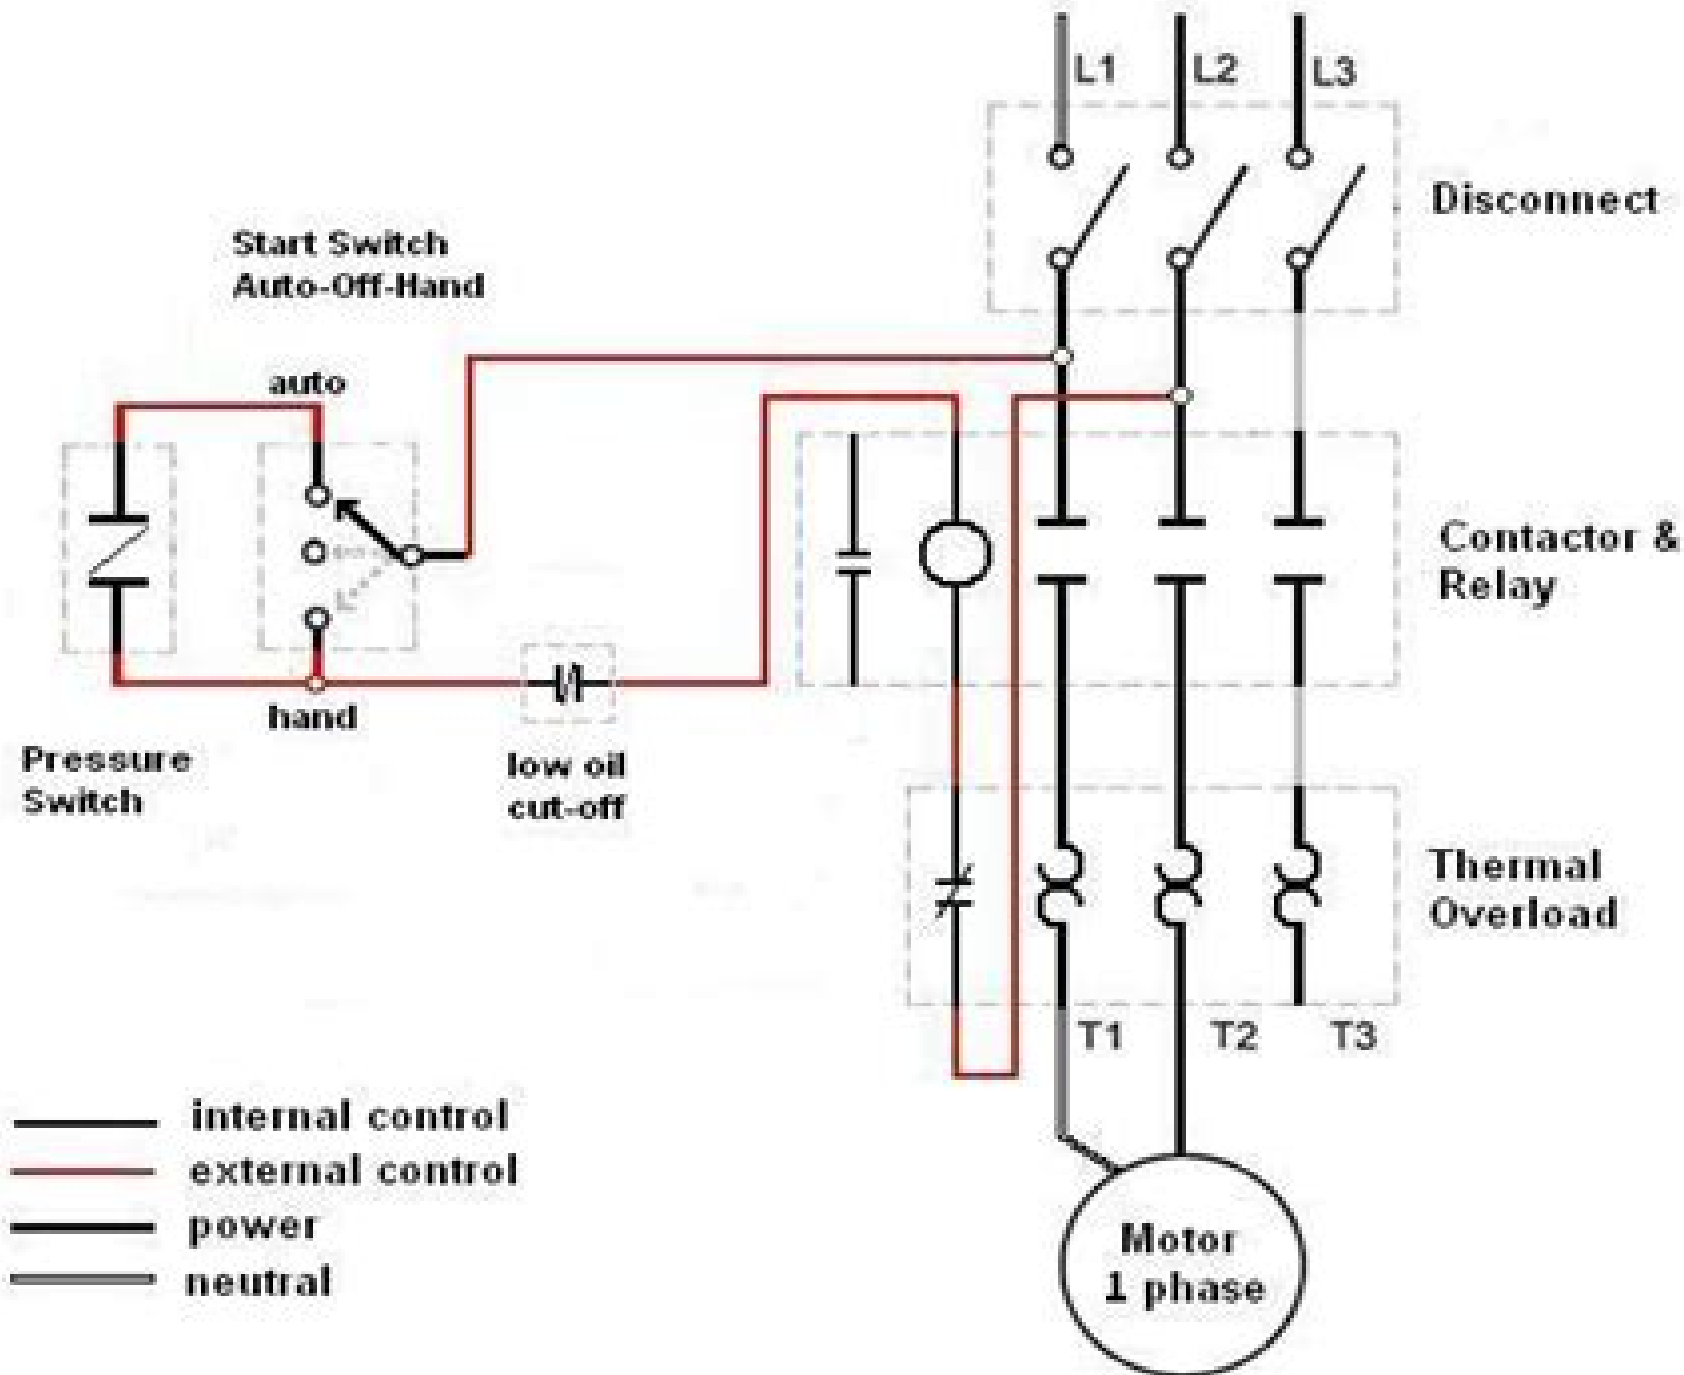 L1
L2
L3
Disconnect
Start Switch
Auto-Off-Hand
auto
Contactor &
Relay
hand
Pressure
Switch
low oil
cut-off
Thermal
Overload
T1
T2
T3
internal control
external control
power
neutral
Motor
1 phase